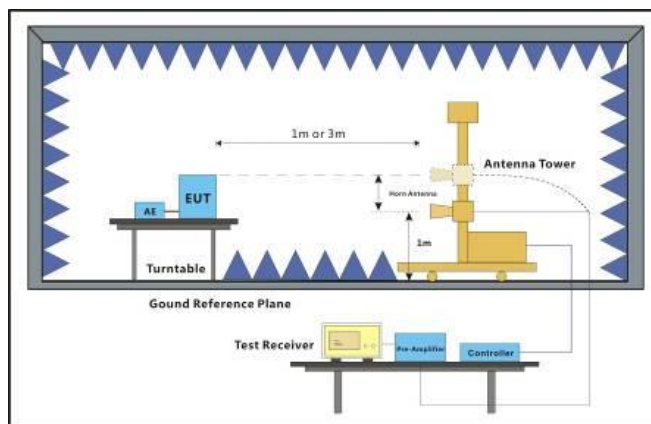 1m or 3m
Antenna Tower
Horn Antenna
EUT
AE
1m
Turntable
Gound Reference Plane
Test Receiver
Pre-Amplifier
Controller